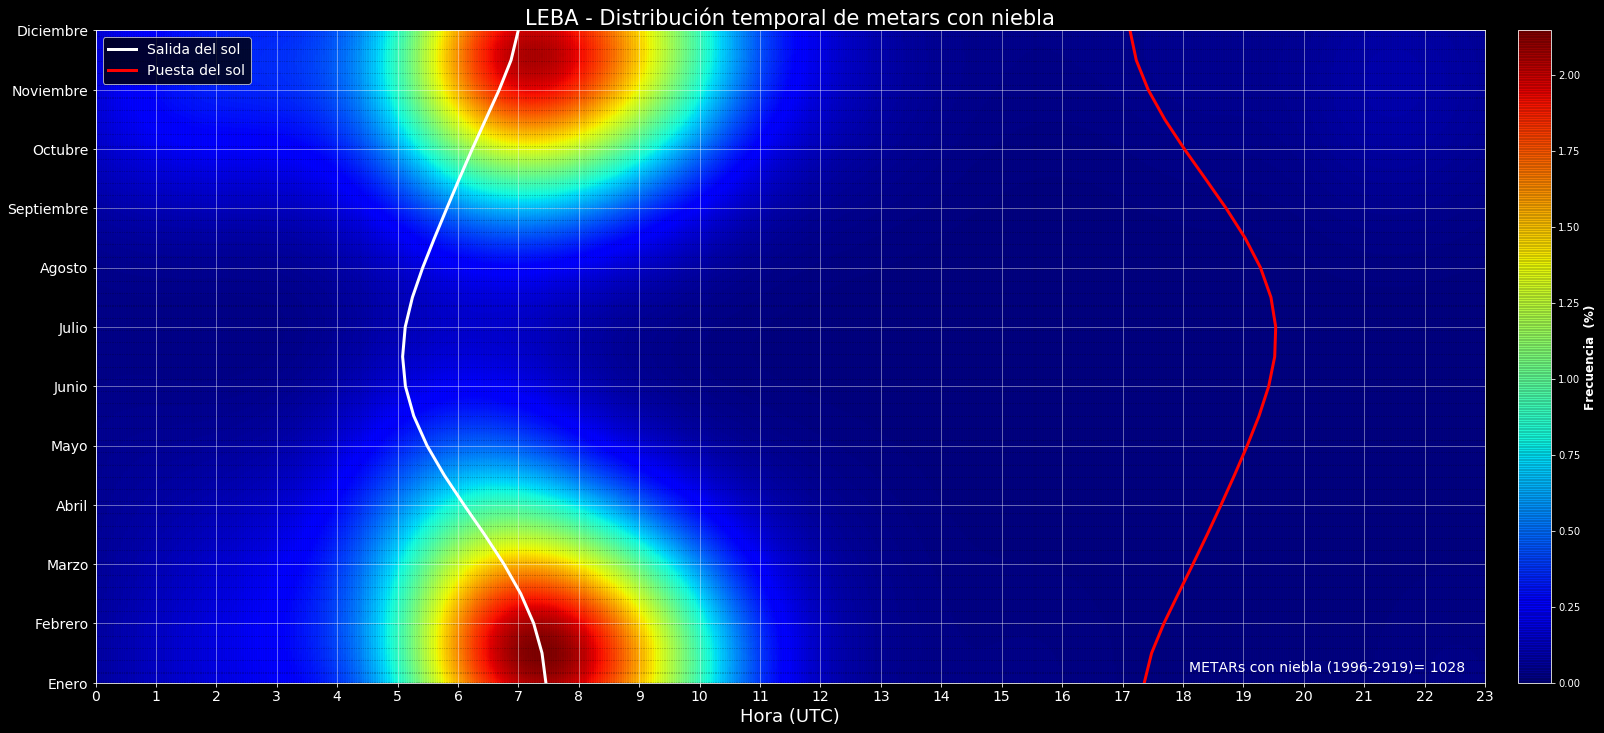 LEBA - Distribución temporal de metars con niebla
Salida del sol
Puesta del sol
Diciembre
Noviembre
Octubre
Septiembre
Agosto
Julio
Junio
Mayo
Abril
Marzo
Febrero
Enero
METARs con niebla (1996-2919)= 1028
0 1 2 3 4 5 6 7 8 9 10 11 12 13 14 15 16 17 18 19 20 21 22 23
Hora (UTC)
2.00
1.75
1.50
1.25
1.00
0.75
0.50
0.25
0.00
Frecuencia (%)